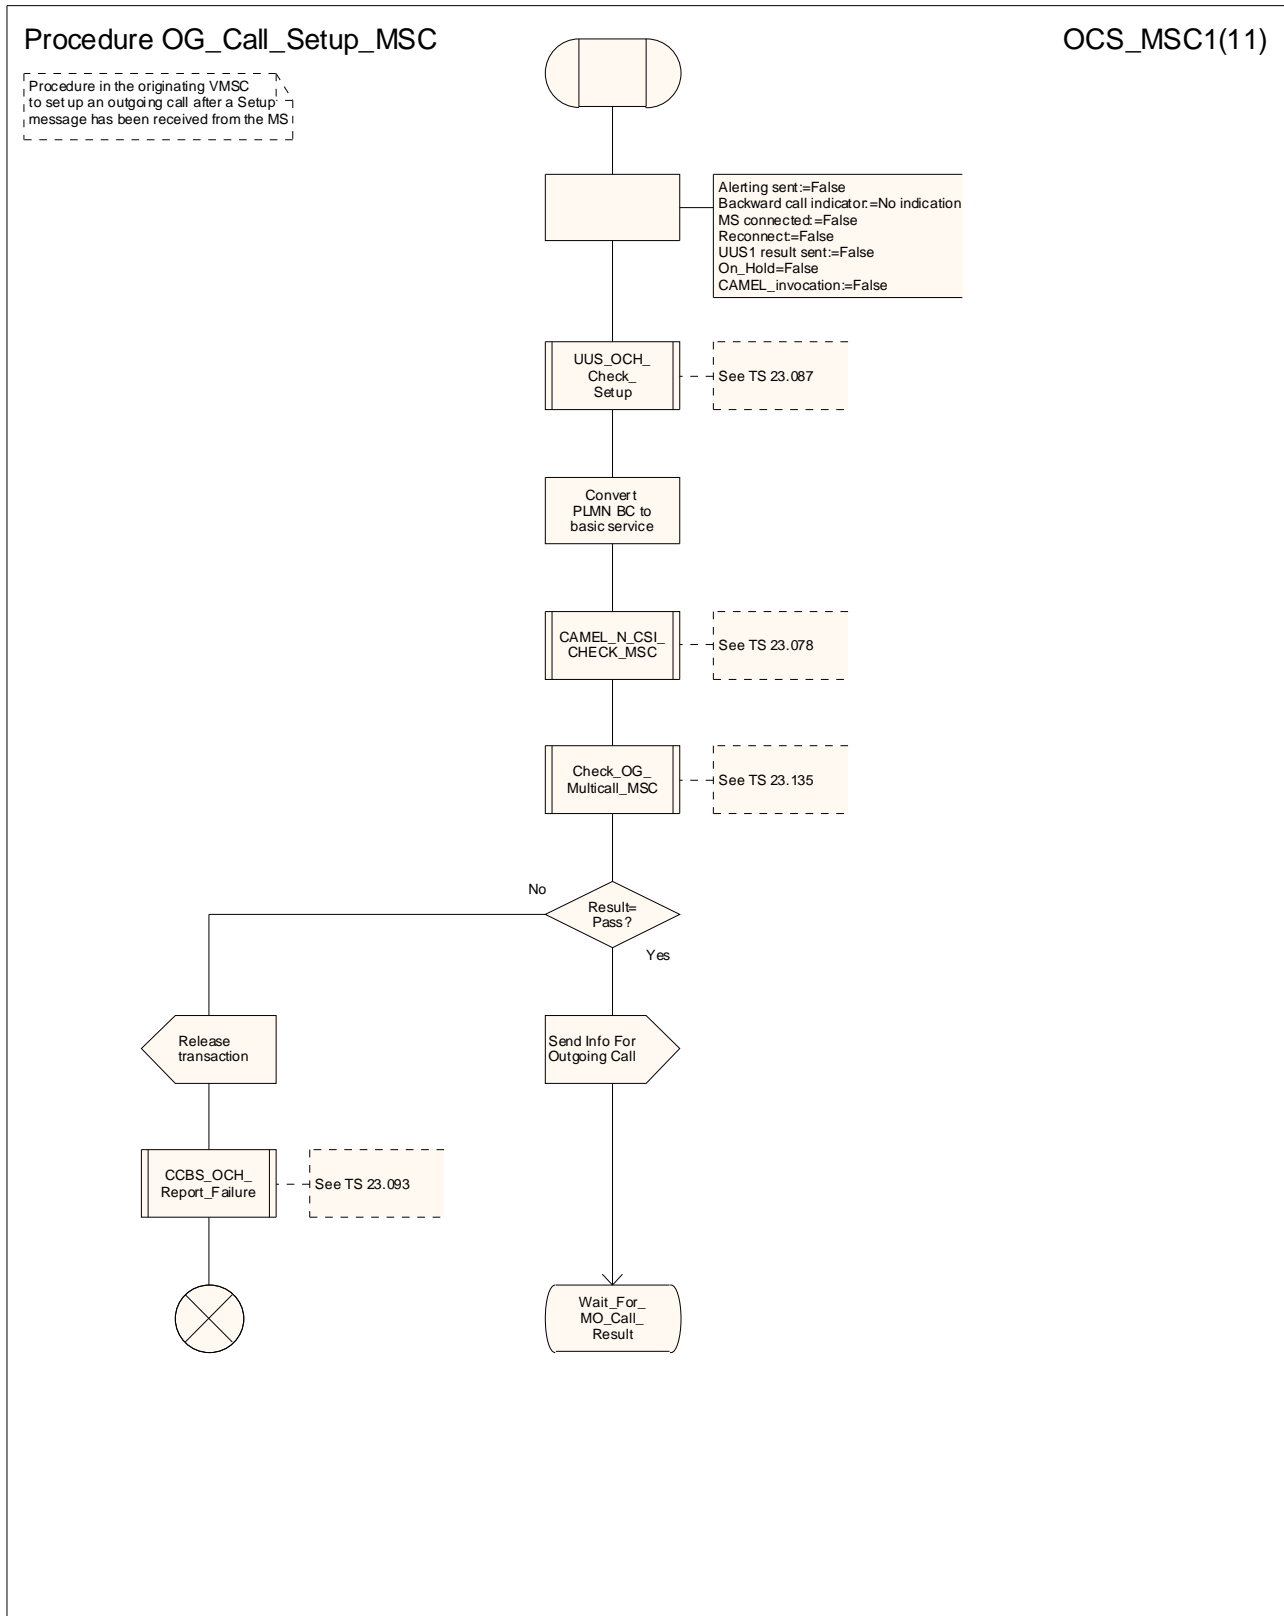 Procedure OG_Call_Setup_MSC
OCS_MSC1(11)
Procedure in the originating VMSC
to set up an outgoing call after a Setup
message has been received from the MS
Alerting sent:=False
Backward call indicator:=No indication
MS connected:=False
Reconnect:=False
UUS1 result sent:=False
On_Hold=False
CAMEL_invocation:=False
UUS_OCH_
Check_
Setup
See TS 23.087
Convert
PLMN BC to
basic service
CAMEL_N_CSI_
CHECK_MSC
See TS 23.078
Check_OG_
Multicall_MSC
See TS 23.135
No
Result=
Pass?
Yes
Release
transaction
Send Info For
Outgoing Call
CCBS_OCH_
Report_Failure
See TS 23.093
Wait_For_
MO_Call_
Result